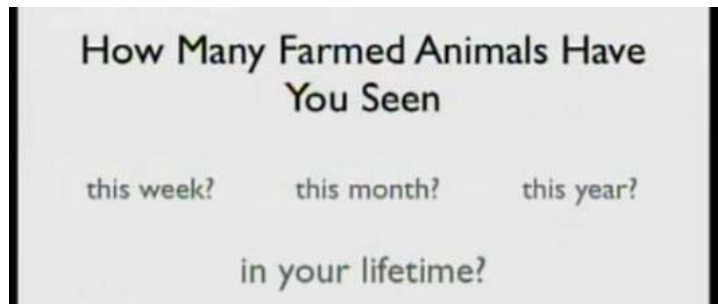 How Many Farmed Animals Have
You Seen
this week? this month? this year?
in your lifetime?